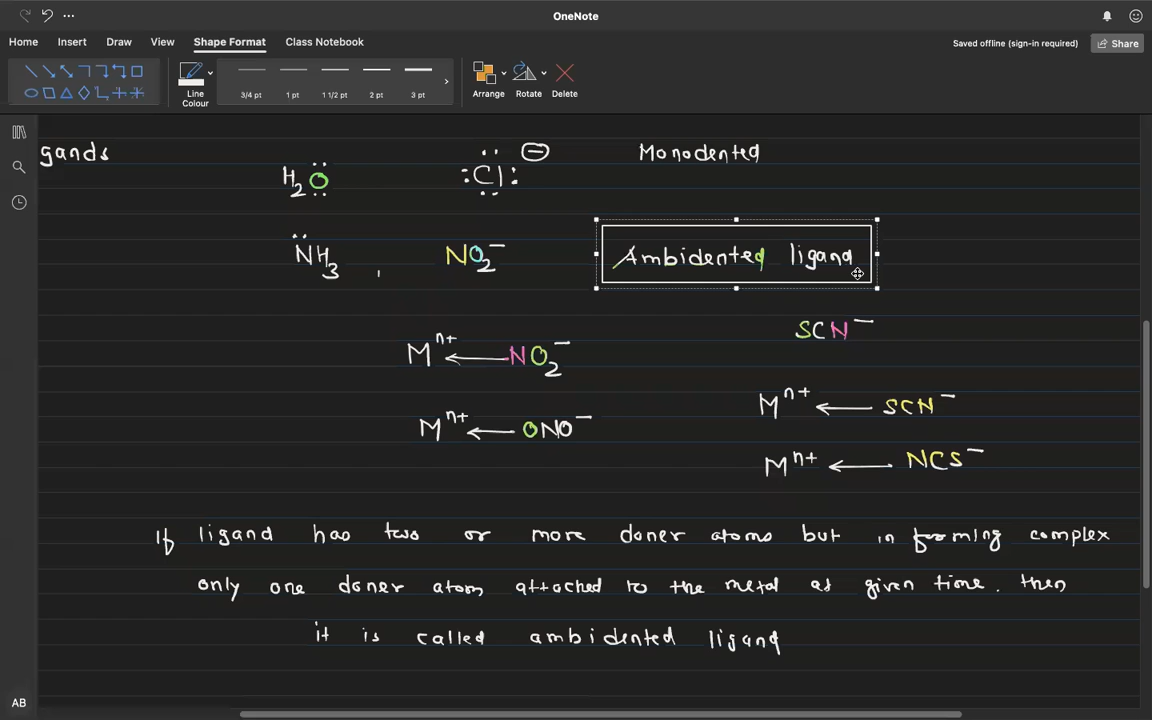 OneNote
Home Insert Draw View Shape Format Class Notebook
Saved offline (sign-in required) Share
Line Colour
3/4 pt 1 pt 1 1/2 pt 2 pt 3 pt
Arrange Rotate Delete
gands
Monodented
H₂O :Cl: ⊖
NH₃ , NO₂⁻ Ambidented ligand
SCN⁻
Mⁿ⁺ ← NO₂⁻
Mⁿ⁺ ← SCN⁻
Mⁿ⁺ ← ONO⁻
Mⁿ⁺ ← NCS⁻
If ligand has two or more doner atoms but in forming complex
only one doner atom attached to the metal at given time. then
it is called ambidented ligand
AB